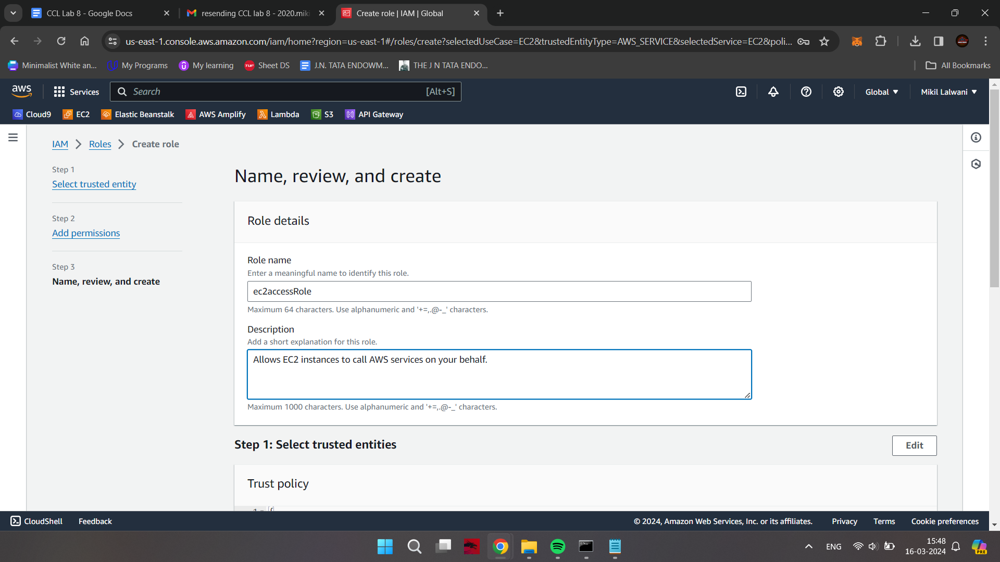 CCL Lab 8 - Google Docs
resending CCL lab 8 - 2020.miki
Create role | IAM | Global
us-east-1.console.aws.amazon.com/iam/home?region=us-east-1#/roles/create?selectedUseCase=EC2&trustedEntityType=AWS_SERVICE&selectedService=EC2&poli...
Minimalist White an...
My Programs
My learning
TUF
Sheet DS
J.N. TATA ENDOWM...
THE J N TATA ENDO...
All Bookmarks
aws
Services
Search
[Alt+S]
Global
Mikil Lalwani
Cloud9
EC2
Elastic Beanstalk
AWS Amplify
Lambda
S3
API Gateway
IAM
Roles
Create role
Step 1
Select trusted entity
Step 2
Add permissions
Step 3
Name, review, and create
Name, review, and create
Role details
Role name
Enter a meaningful name to identify this role.
ec2accessRole
Maximum 64 characters. Use alphanumeric and '+=,.@-_' characters.
Description
Add a short explanation for this role.
Allows EC2 instances to call AWS services on your behalf.
Maximum 1000 characters. Use alphanumeric and '+=,.@-_' characters.
Step 1: Select trusted entities
Edit
Trust policy
CloudShell
Feedback
© 2024, Amazon Web Services, Inc. or its affiliates.
Privacy
Terms
Cookie preferences
ENG
15:48
16-03-2024
PRE